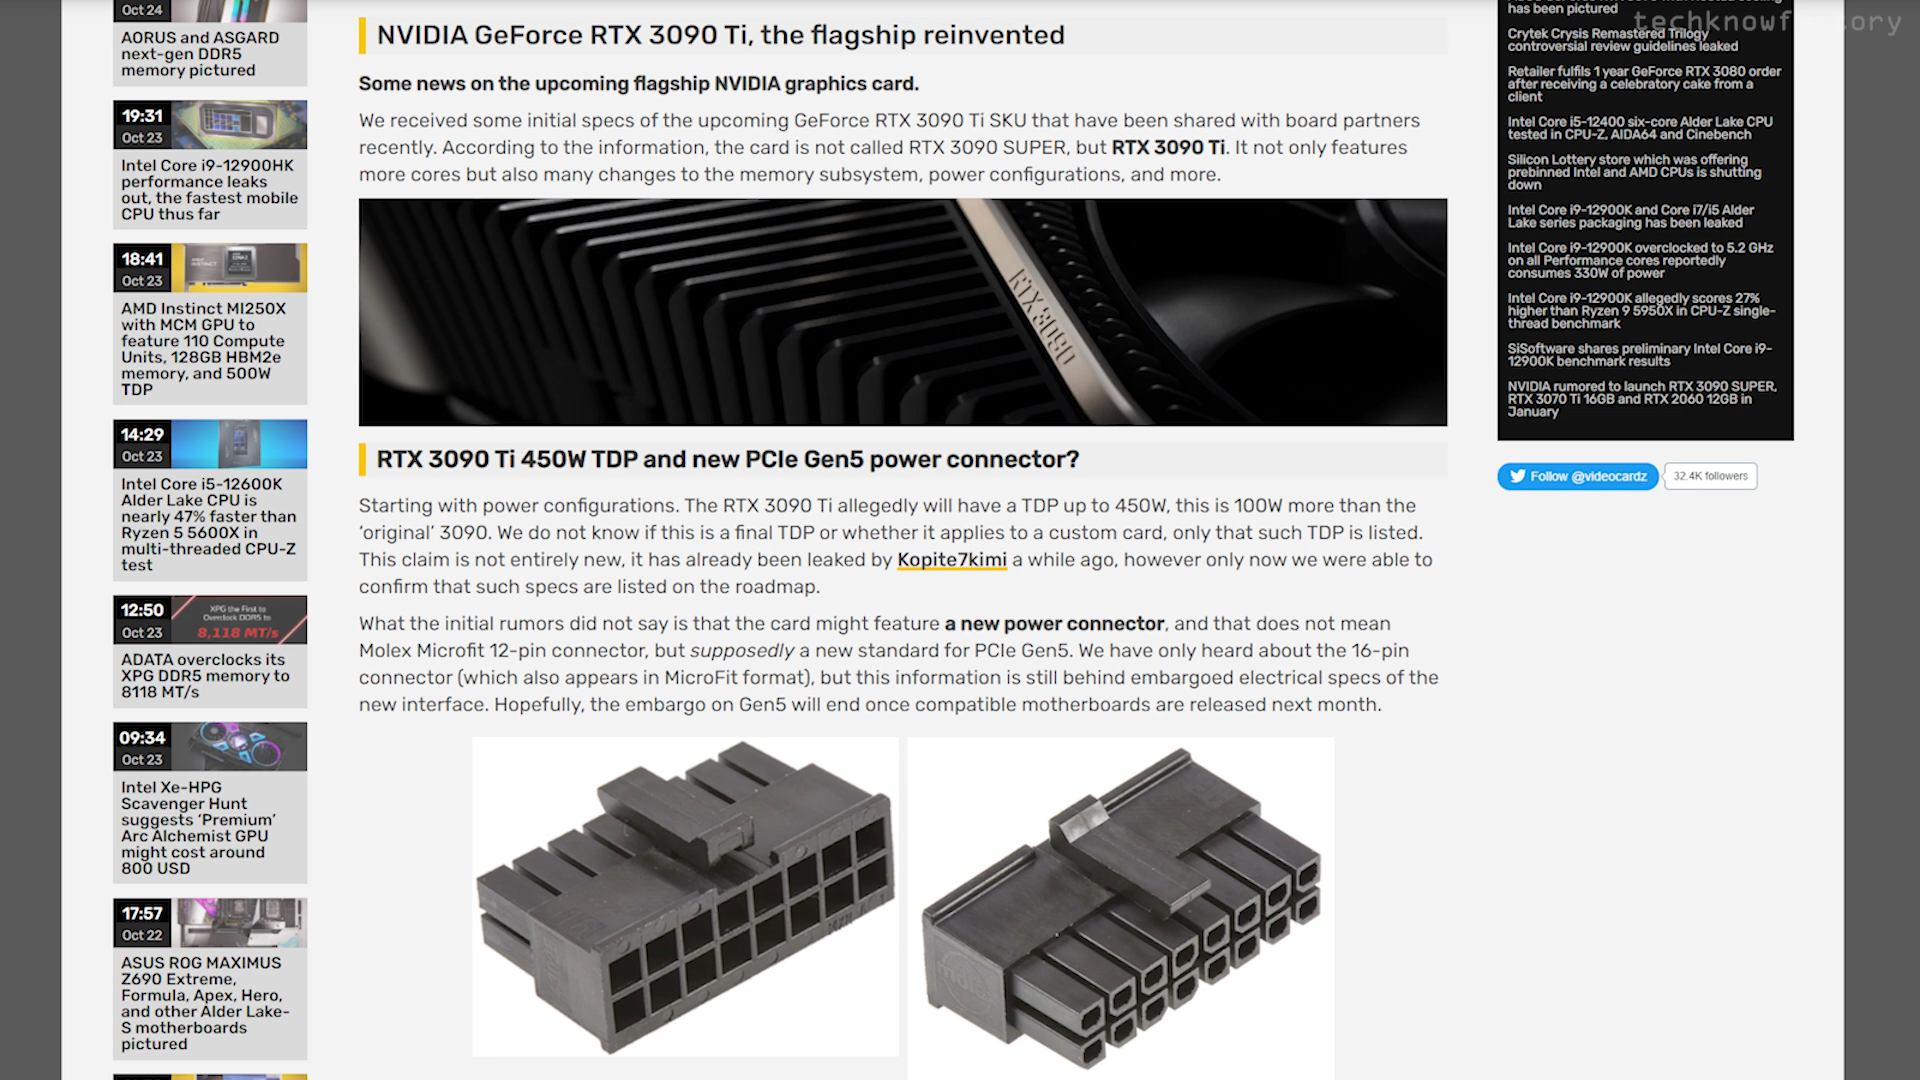 Oct 24
AORUS and ASGARD
next-gen DDR5
memory pictured
19:31
Oct 23
Intel Core i9-12900HK
performance leaks
out, the fastest mobile
CPU thus far
18:41
Oct 23
AMD Instinct MI250X
with MCM GPU to
feature 110 Compute
Units, 128GB HBM2e
memory, and 500W
TDP
14:29
Oct 23
Intel Core i5-12600K
Alder Lake CPU is
nearly 47% faster than
Ryzen 5 5600X in
multi-threaded CPU-Z
test
12:50
Oct 23
XPG the First to
Overclock DDR5 to
8,118 MT/s
ADATA overclocks its
XPG DDR5 memory to
8118 MT/s
09:34
Oct 23
Intel Xe-HPG
Scavenger Hunt
suggests ‘Premium’
Arc Alchemist GPU
might cost around
800 USD
17:57
Oct 22
ASUS ROG MAXIMUS
Z690 Extreme,
Formula, Apex, Hero,
and other Alder Lake-
S motherboards
pictured
NVIDIA GeForce RTX 3090 Ti, the flagship reinvented
Some news on the upcoming flagship NVIDIA graphics card.
We received some initial specs of the upcoming GeForce RTX 3090 Ti SKU that have been shared with board partners
recently. According to the information, the card is not called RTX 3090 SUPER, but RTX 3090 Ti. It not only features
more cores but also many changes to the memory subsystem, power configurations, and more.
RTX3090
RTX 3090 Ti 450W TDP and new PCIe Gen5 power connector?
Starting with power configurations. The RTX 3090 Ti allegedly will have a TDP up to 450W, this is 100W more than the
‘original’ 3090. We do not know if this is a final TDP or whether it applies to a custom card, only that such TDP is listed.
This claim is not entirely new, it has already been leaked by Kopite7kimi a while ago, however only now we were able to
confirm that such specs are listed on the roadmap.
What the initial rumors did not say is that the card might feature a new power connector, and that does not mean
Molex Microfit 12-pin connector, but supposedly a new standard for PCIe Gen5. We have only heard about the 16-pin
connector (which also appears in MicroFit format), but this information is still behind embargoed electrical specs of the
new interface. Hopefully, the embargo on Gen5 will end once compatible motherboards are released next month.
has been pictured
Crytek Crysis Remastered Trilogy
controversial review guidelines leaked
Retailer fulfils 1 year GeForce RTX 3080 order
after receiving a celebratory cake from a
client
Intel Core i5-12400 six-core Alder Lake CPU
tested in CPU-Z, AIDA64 and Cinebench
Silicon Lottery store which was offering
prebinned Intel and AMD CPUs is shutting
down
Intel Core i9-12900K and Core i7/i5 Alder
Lake series packaging has been leaked
Intel Core i9-12900K overclocked to 5.2 GHz
on all Performance cores reportedly
consumes 330W of power
Intel Core i9-12900K allegedly scores 27%
higher than Ryzen 9 5950X in CPU-Z single-
thread benchmark
SiSoftware shares preliminary Intel Core i9-
12900K benchmark results
NVIDIA rumored to launch RTX 3090 SUPER,
RTX 3070 Ti 16GB and RTX 2060 12GB in
January
Follow @videocardz
32.4K followers